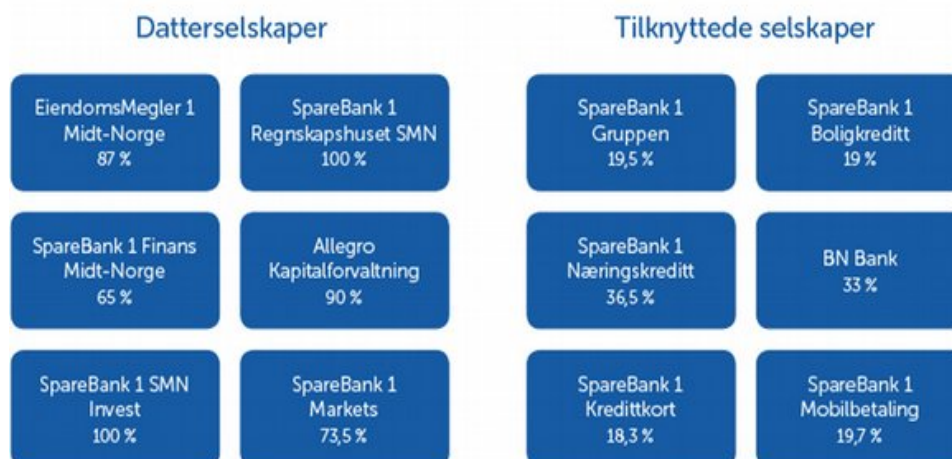 Datterselskaper
EiendomsMegler 1
Midt-Norge
87 %
SpareBank 1
Regnskapshuset SMN
100 %
SpareBank 1 Finans
Midt-Norge
65 %
Allegro
Kapitalforvaltning
90 %
SpareBank 1 SMN
Invest
100 %
SpareBank 1
Markets
73,5 %
Tilknyttede selskaper
SpareBank 1
Gruppen
19,5 %
SpareBank 1
Boligkreditt
19 %
SpareBank 1
Næringskreditt
36,5 %
BN Bank
33 %
SpareBank 1
Kredittkort
18,3 %
SpareBank 1
Mobilbetaling
19,7 %